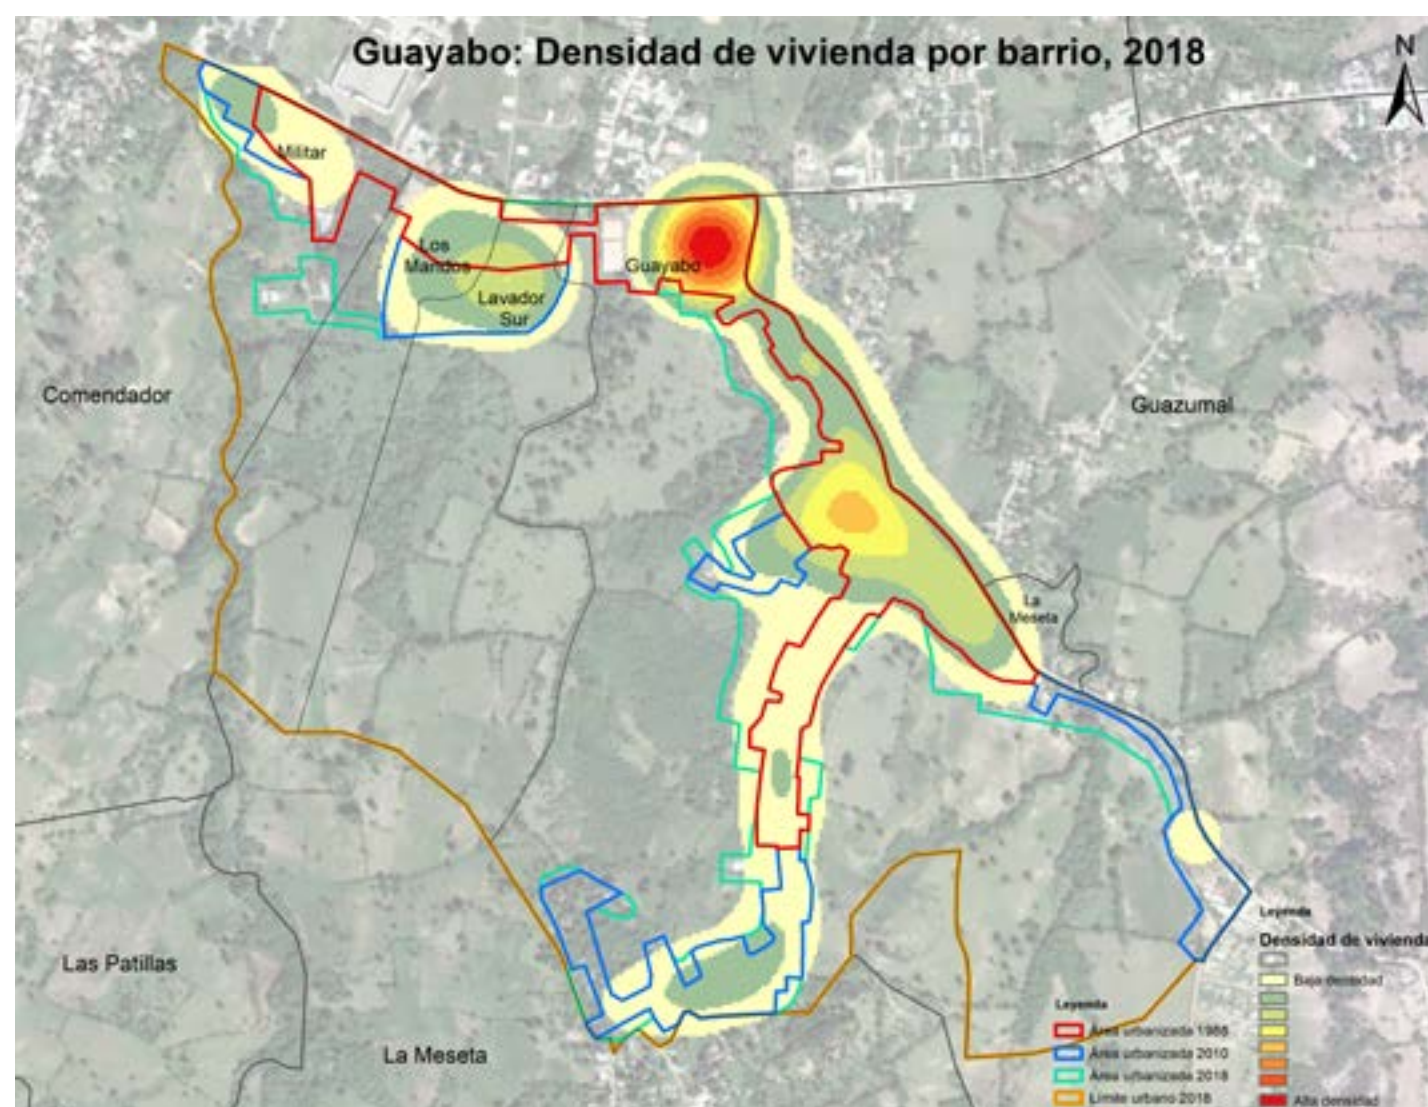 Guayabo: Densidad de vivienda por barrio, 2018
N
Militar
Los
Mandos
Guayabo
Lavador
Sur
Comendador
Guazumal
La
Meseta
Las Patillas
La Meseta
Leyenda
Área urbanizada 1988
Área urbanizada 2010
Área urbanizada 2018
Límite urbano 2018
Leyenda
Densidad de vivienda
Baja densidad
Alta densidad